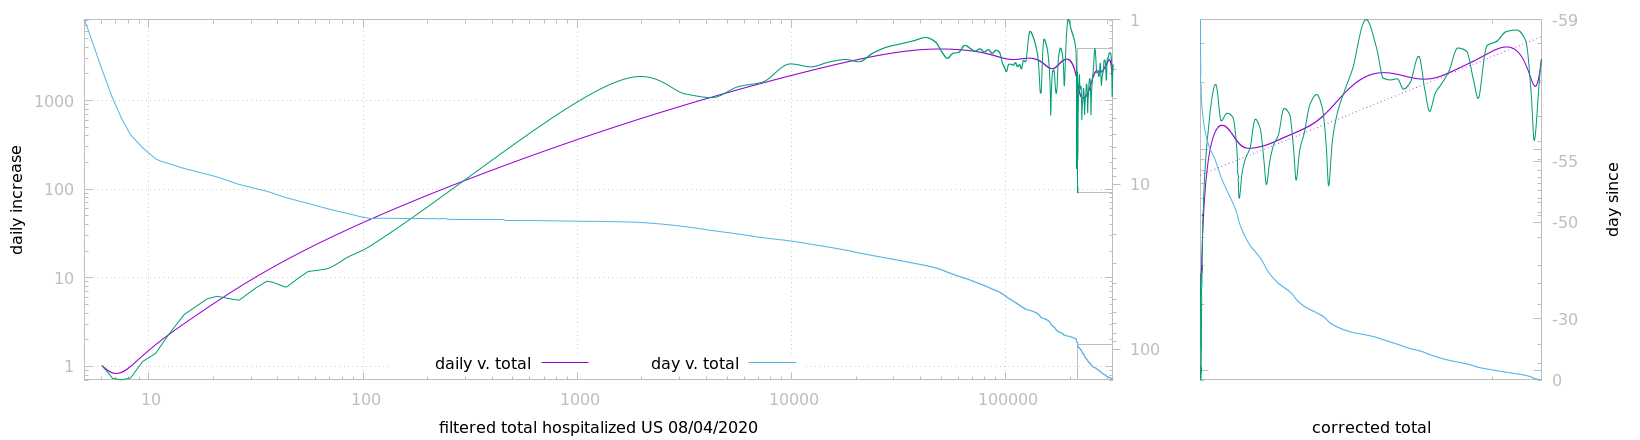 daily increase
1000
100
10
1
10
100
1000
10000
100000
filtered total hospitalized US 08/04/2020
daily v. total
day v. total
1
10
100
-59
-55
-50
-30
0
day since
corrected total